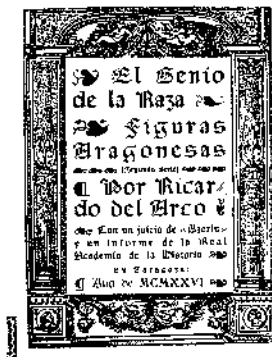 El Genio
de la Raza
Figuras
Aragonesas
(Segunda serie)
Por Ricar-
do del Arco
Con un juicio de «Azorín»
y un informe de la Real
Academia de la Historia
en Zaragoza:
Año de MCMXXVI